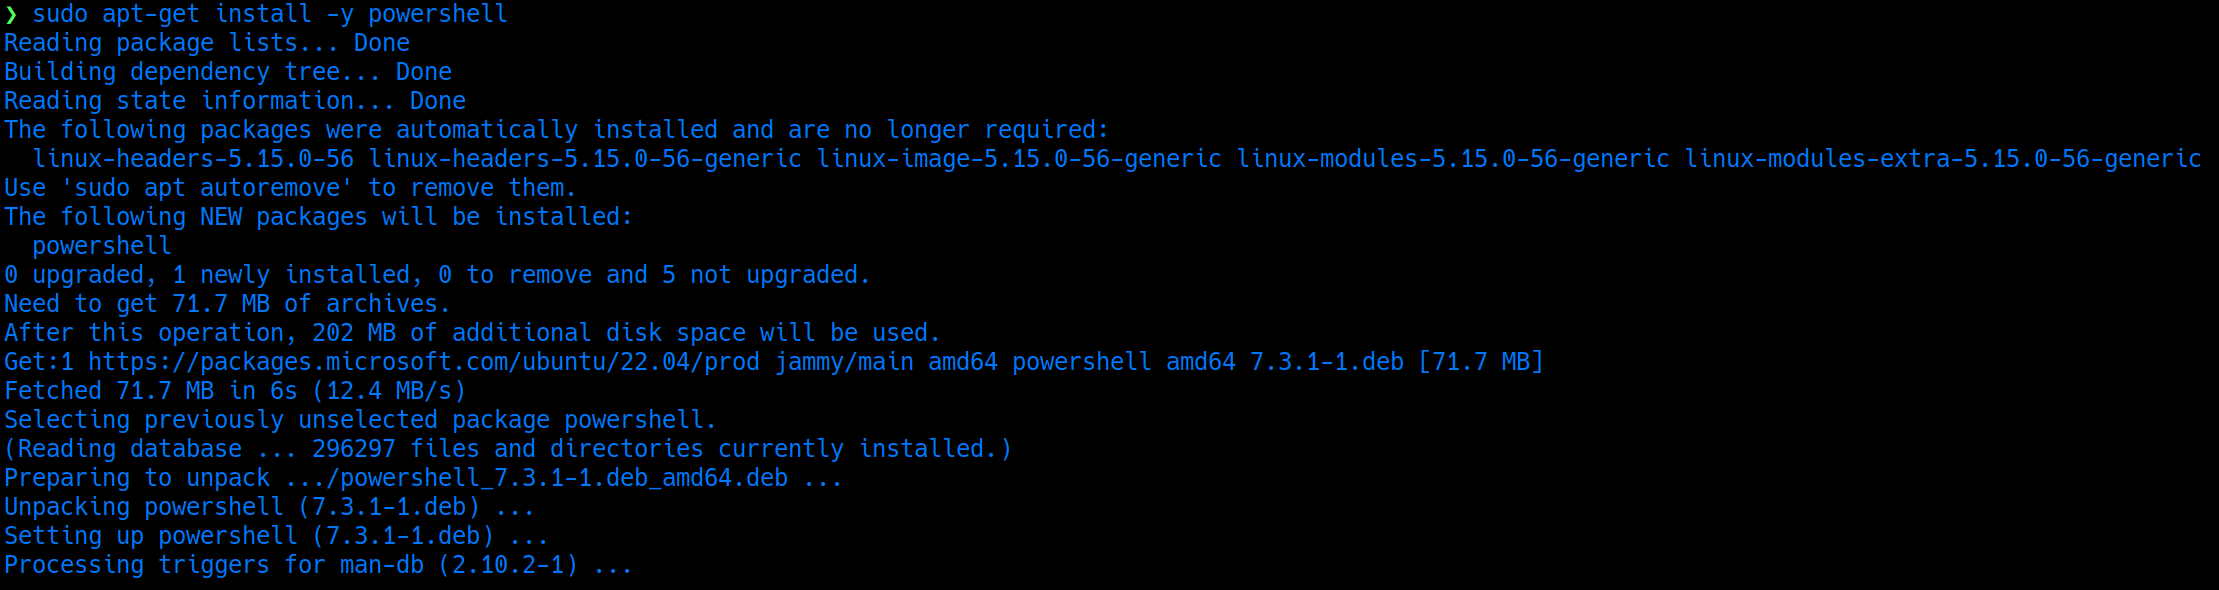 ❯ sudo apt-get install -y powershell
Reading package lists... Done
Building dependency tree... Done
Reading state information... Done
The following packages were automatically installed and are no longer required:
  linux-headers-5.15.0-56 linux-headers-5.15.0-56-generic linux-image-5.15.0-56-generic linux-modules-5.15.0-56-generic linux-modules-extra-5.15.0-56-generic
Use 'sudo apt autoremove' to remove them.
The following NEW packages will be installed:
  powershell
0 upgraded, 1 newly installed, 0 to remove and 5 not upgraded.
Need to get 71.7 MB of archives.
After this operation, 202 MB of additional disk space will be used.
Get:1 https://packages.microsoft.com/ubuntu/22.04/prod jammy/main amd64 powershell amd64 7.3.1-1.deb [71.7 MB]
Fetched 71.7 MB in 6s (12.4 MB/s)
Selecting previously unselected package powershell.
(Reading database ... 296297 files and directories currently installed.)
Preparing to unpack .../powershell_7.3.1-1.deb_amd64.deb ...
Unpacking powershell (7.3.1-1.deb) ...
Setting up powershell (7.3.1-1.deb) ...
Processing triggers for man-db (2.10.2-1) ...